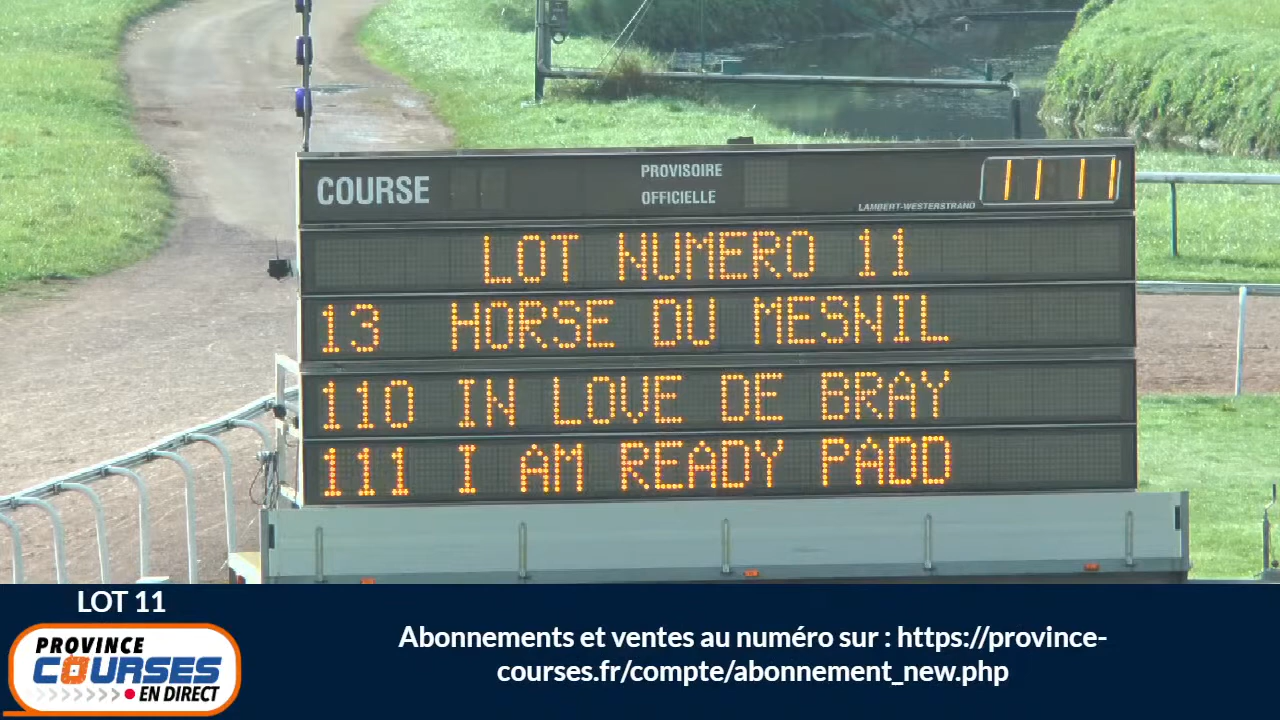 COURSE
PROVISOIRE
OFFICIELLE
LAMBERT-WESTERSTRAND
11 11
LOT NUMERO 11
13 HORSE DU MESNIL
110 IN LOVE DE BRAY
111 I AM READY PADD
LOT 11
PROVINCE
COURSES
EN DIRECT
Abonnements et ventes au numéro sur : https://province-
courses.fr/compte/abonnement_new.php